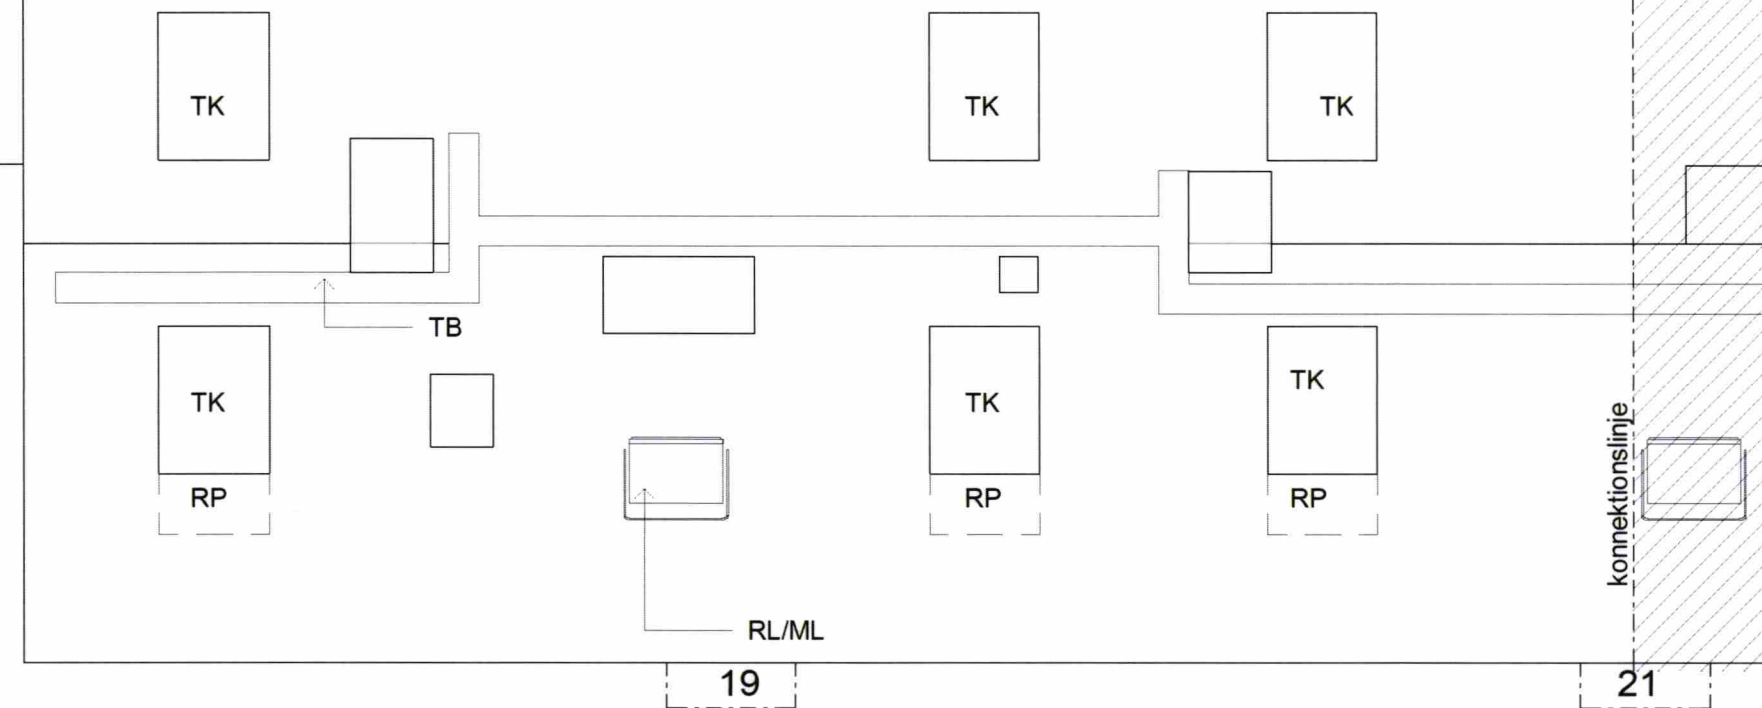 TK
TK
TK
TB
TK
TK
TK
RP
RP
RP
konnektionslinje
RL/ML
19
21